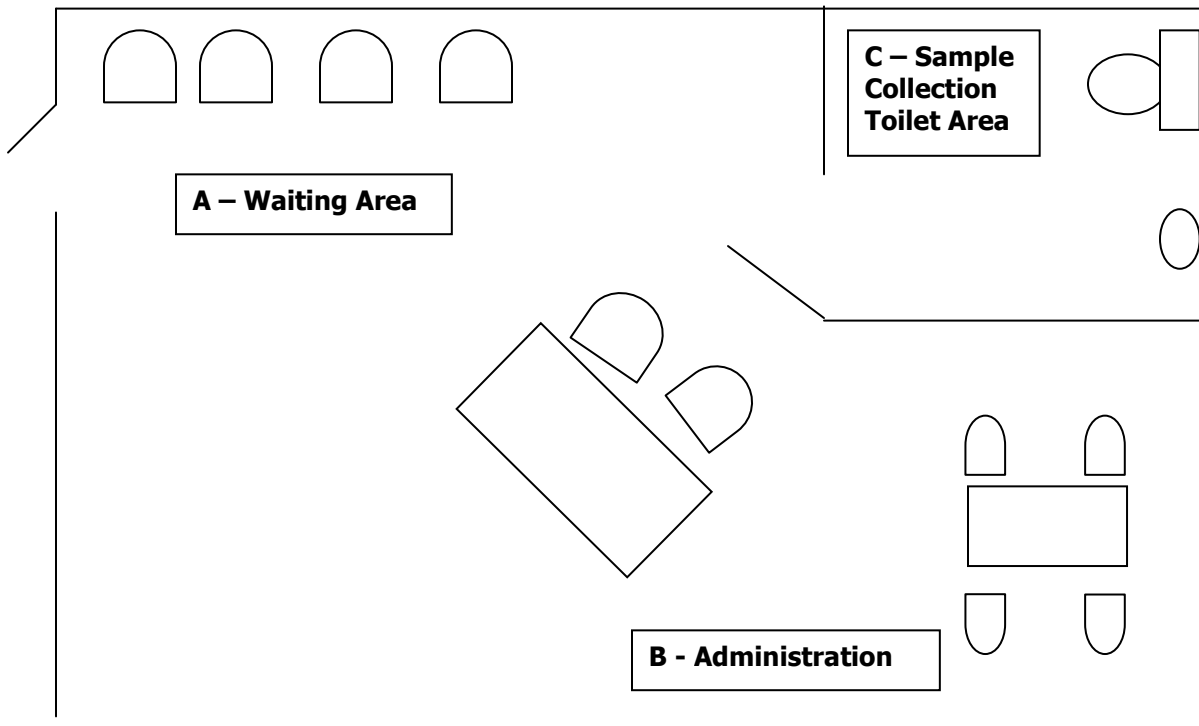 C – Sample
Collection
Toilet Area
A – Waiting Area
B - Administration